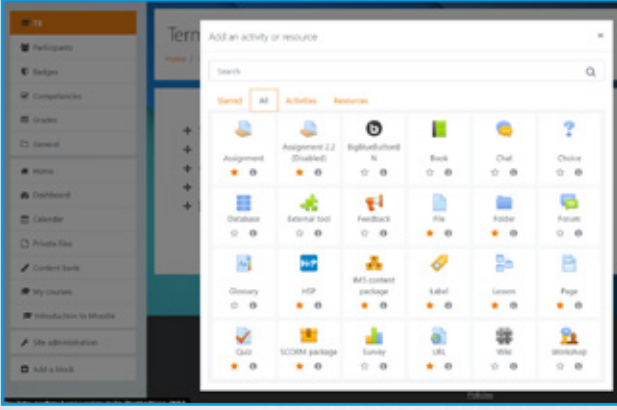 TB
Participants
Badges
Competencies
Grades
General
Home
Dashboard
Calendar
Private files
Content bank
My courses
Introduction to Moodle
Site administration
Add a block
Term
Home /
Add an activity or resource
×
Search
Starred All Activities Resources
Assignment
Assignment 2.2
(Disabled)
BigBlueButtonB
N
Book
Chat
Choice
Database
External tool
Feedback
File
Folder
Forum
Glossary
H5P
IMS content
package
Label
Lesson
Page
Quiz
SCORM package
Survey
URL
Wiki
Workshop